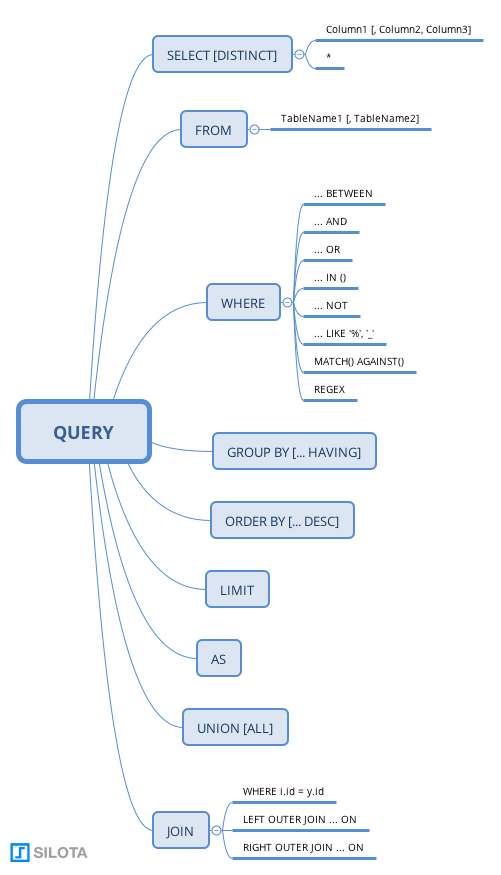 SELECT [DISTINCT]
Column1 [, Column2, Column3]
*
FROM
TableName1 [, TableName2]
WHERE
... BETWEEN
... AND
... OR
... IN ()
... NOT
... LIKE '%', '_'
MATCH() AGAINST()
REGEX
QUERY
GROUP BY [... HAVING]
ORDER BY [... DESC]
LIMIT
AS
UNION [ALL]
JOIN
WHERE i.id = y.id
LEFT OUTER JOIN ... ON
RIGHT OUTER JOIN ... ON
SILOTA